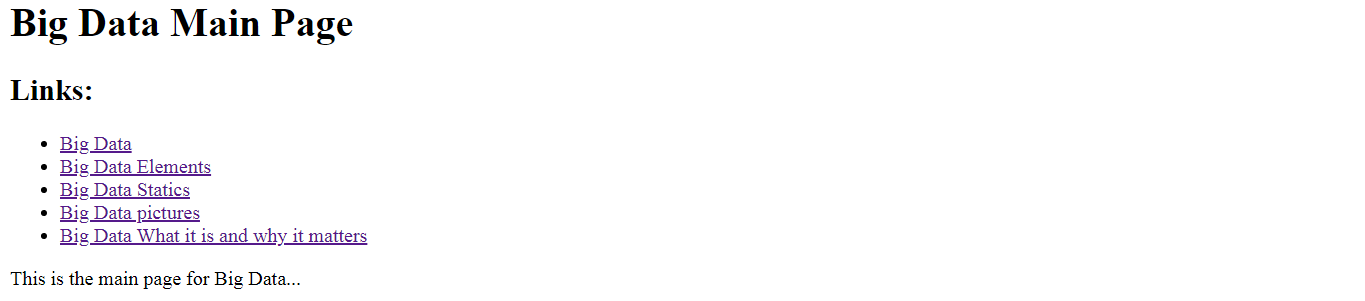 Big Data Main Page
Links:
Big Data
Big Data Elements
Big Data Statics
Big Data pictures
Big Data What it is and why it matters
This is the main page for Big Data...